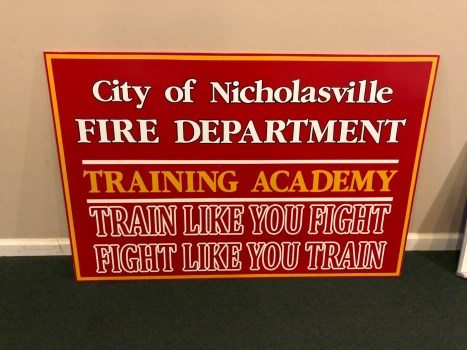 City of Nicholasville
FIRE DEPARTMENT
TRAINING ACADEMY
TRAIN LIKE YOU FIGHT
FIGHT LIKE YOU TRAIN